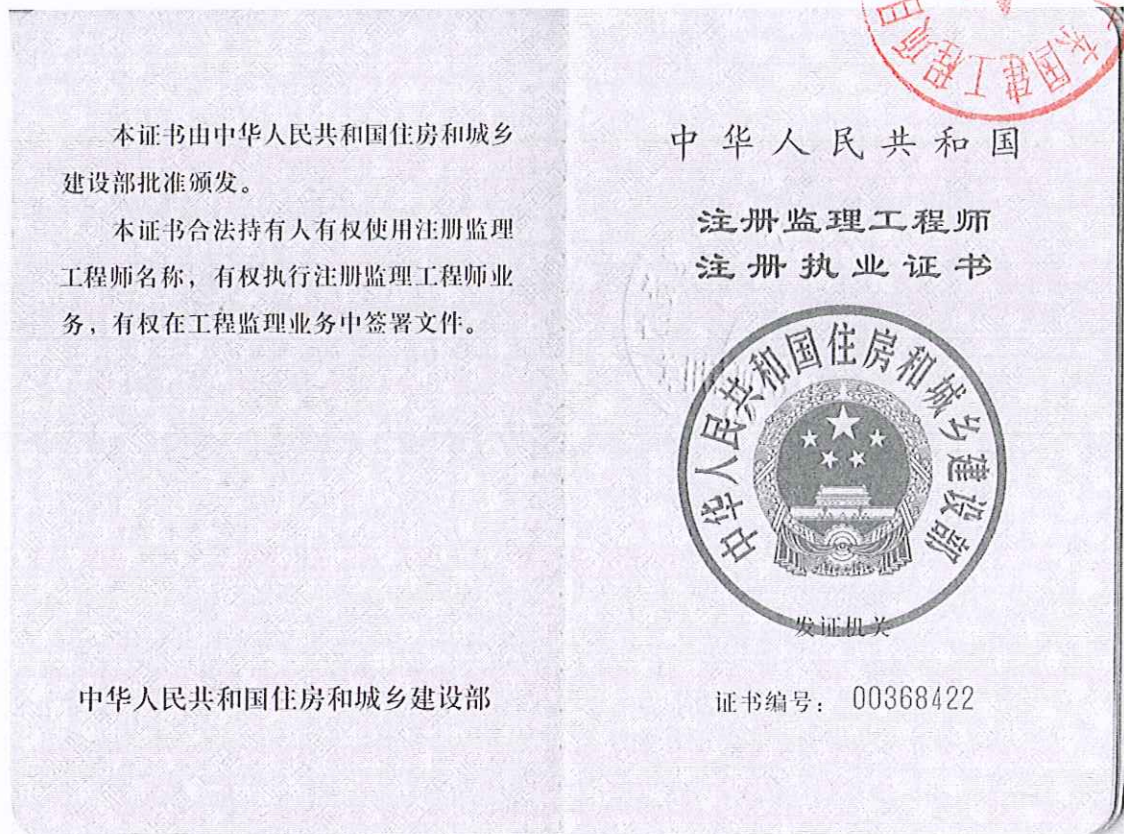 本证书由中华人民共和国住房和城乡
建设部批准颁发。
本证书合法持有人有权使用注册监理
工程师名称，有权执行注册监理工程师业
务，有权在工程监理业务中签署文件。
中华人民共和国住房和城乡建设部
中华人民共和国
注册监理工程师
注册执业证书
中华人民共和国住房和城乡建设部
发证机关
证书编号： 00368422